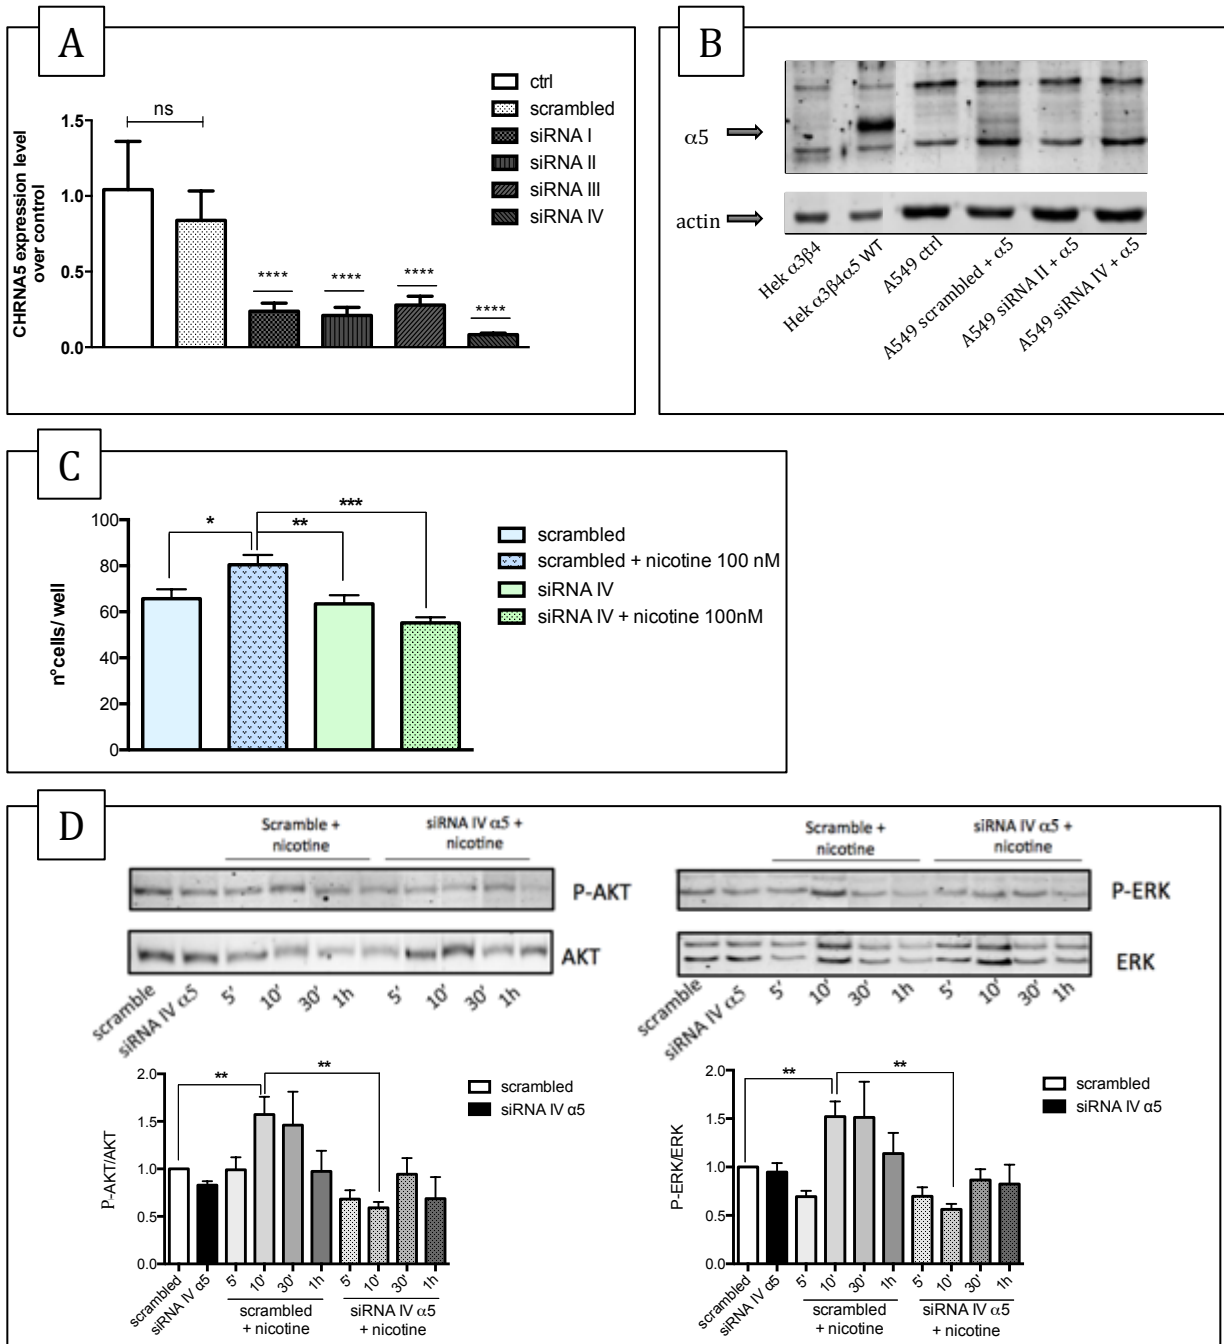 A
ctrl
scrambled
siRNA I
siRNA II
siRNA III
siRNA IV
ns
****
****
****
****
1.5
1.0
0.5
0.0
CHRNA5 expression level
over control
B
α5
actin
Hek α3β4
Hek α3β4α5 WT
A549 ctrl
A549 scrambled + α5
A549 siRNA II + α5
A549 siRNA IV + α5
C
***
*
**
100
80
60
40
20
0
n°cells/ well
scrambled
scrambled + nicotine 100 nM
siRNA IV
siRNA IV + nicotine 100nM
D
Scramble +
nicotine
siRNA IV α5 +
nicotine
P-AKT
AKT
scramble
siRNA IV α5
5'
10'
30'
1h
5'
10'
30'
1h
Scramble +
nicotine
siRNA IV α5 +
nicotine
P-ERK
ERK
scramble
siRNA IV α5
5'
10'
30'
1h
5'
10'
30'
1h
**
**
2.0
1.5
1.0
0.5
0.0
P-AKT/AKT
scrambled
siRNA IV α5
scrambled
siRNA IV α5
5'
10'
30'
1h
5'
10'
30'
1h
scrambled
+ nicotine
siRNA IV α5
+ nicotine
**
**
2.0
1.5
1.0
0.5
0.0
P-ERK/ERK
scrambled
siRNA IV α5
scrambled
siRNA IV α5
5'
10'
30'
1h
5'
10'
30'
1h
scrambled
+ nicotine
siRNA IV α5
+ nicotine